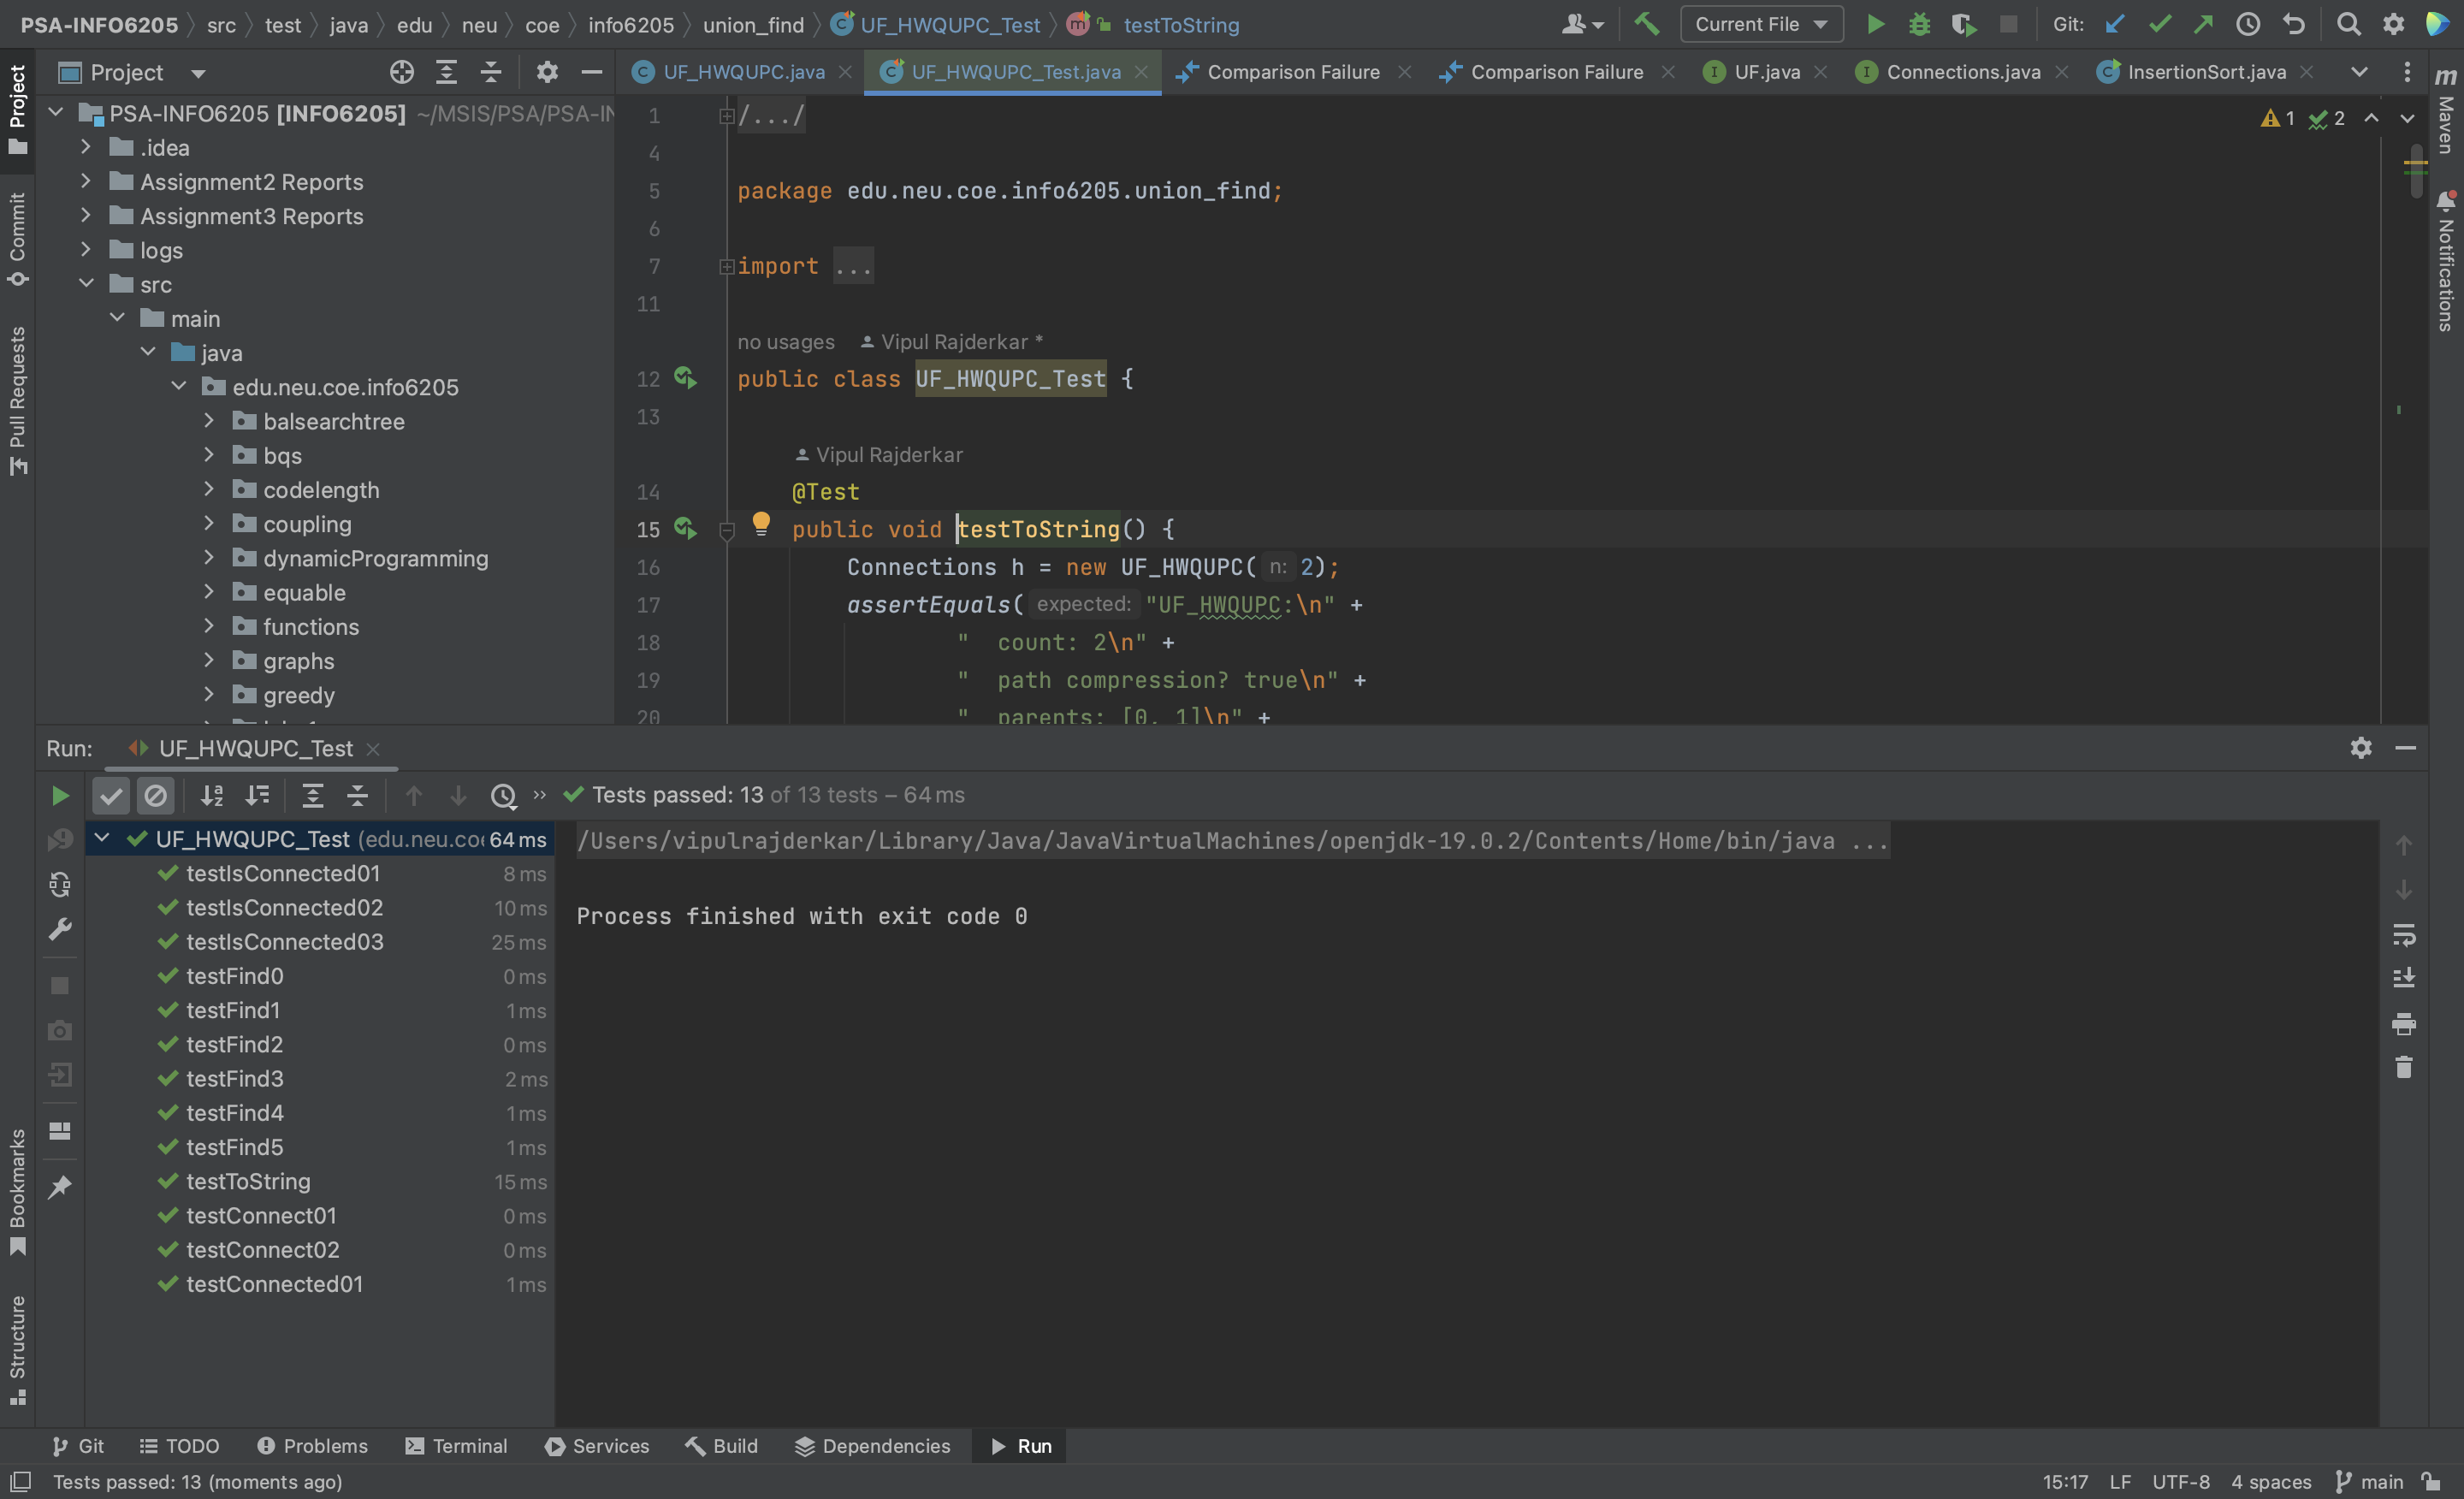 PSA-INFO6205 src test java edu neu coe info6205 union_find UF_HWQUPC_Test testToString Current File Git:
Project
UF_HWQUPC.java UF_HWQUPC_Test.java Comparison Failure Comparison Failure UF.java Connections.java InsertionSort.java
PSA-INFO6205 [INFO6205] ~/MSIS/PSA/PSA-IN
.idea
Assignment2 Reports
Assignment3 Reports
logs
src
main
java
edu.neu.coe.info6205
balsearchtree
bqs
codelength
coupling
dynamicProgramming
equable
functions
graphs
greedy
Project
Commit
Pull Requests
Bookmarks
Structure
1 /.../
4
5 package edu.neu.coe.info6205.union_find;
6
7 import ...
11
no usages Vipul Rajderkar *
12 public class UF_HWQUPC_Test {
13
Vipul Rajderkar
14 @Test
15 public void testToString() {
16 Connections h = new UF_HWQUPC( n: 2);
17 assertEquals( expected: "UF_HWQUPC:\n" +
18 "  count: 2\n" +
19 "  path compression? true\n" +
20 "  parents: [0, 1]\n" +
1 2
m
Maven
Notifications
Run: UF_HWQUPC_Test
Tests passed: 13 of 13 tests – 64 ms
UF_HWQUPC_Test (edu.neu.coe 64 ms
testIsConnected01 8 ms
testIsConnected02 10 ms
testIsConnected03 25 ms
testFind0 0 ms
testFind1 1 ms
testFind2 0 ms
testFind3 2 ms
testFind4 1 ms
testFind5 1 ms
testToString 15 ms
testConnect01 0 ms
testConnect02 0 ms
testConnected01 1 ms
/Users/vipulrajderkar/Library/Java/JavaVirtualMachines/openjdk-19.0.2/Contents/Home/bin/java ...
Process finished with exit code 0
Git TODO Problems Terminal Services Build Dependencies Run
Tests passed: 13 (moments ago) 15:17 LF UTF-8 4 spaces main